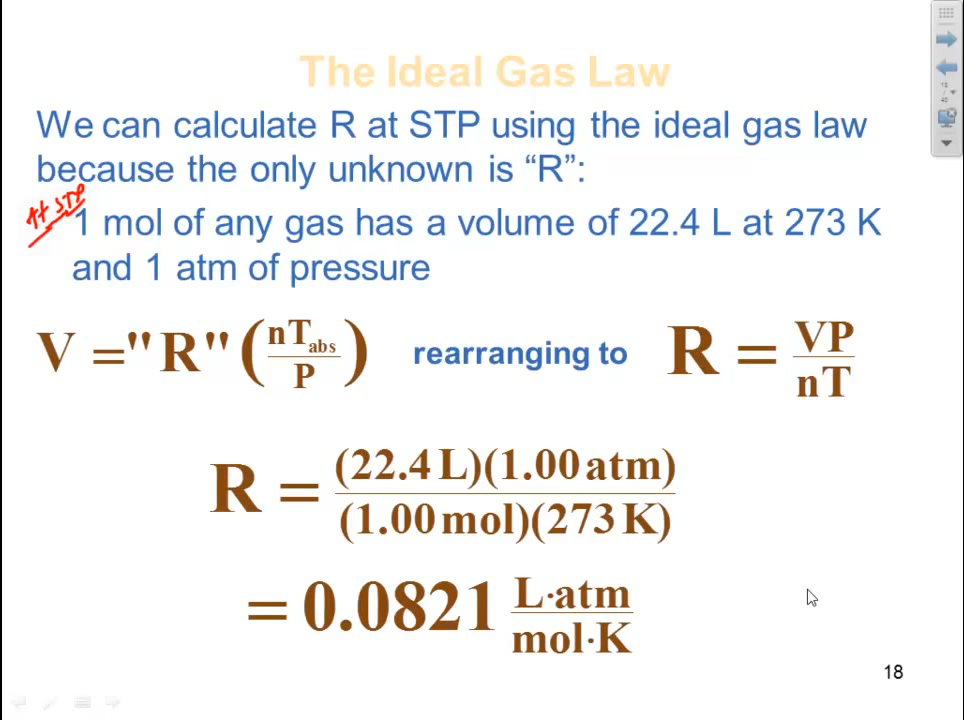 The Ideal Gas Law
We can calculate R at STP using the ideal gas law
because the only unknown is “R”:
At STP
1 mol of any gas has a volume of 22.4 L at 273 K
and 1 atm of pressure
V ="R" (nTabs/P) rearranging to R = VP/nT
R = (22.4 L)(1.00 atm)/(1.00 mol)(273 K)
= 0.0821 L·atm/mol·K
18